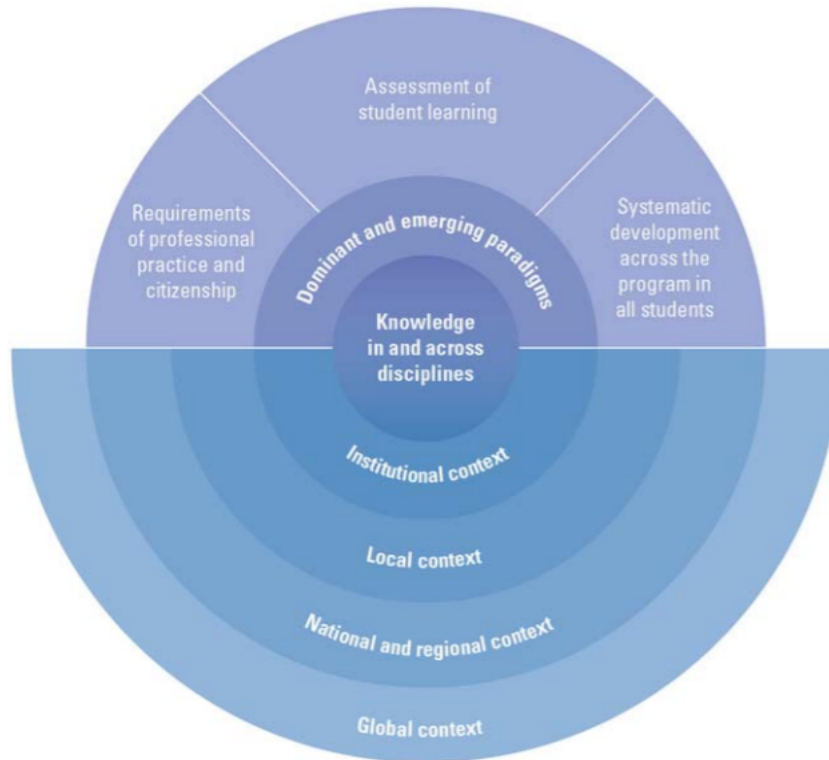 Assessment of
student learning
Requirements
of professional
practice and
citizenship
Systematic
development
across the
program in
all students
Dominant and emerging paradigms
Knowledge
in and across
disciplines
Institutional context
Local context
National and regional context
Global context